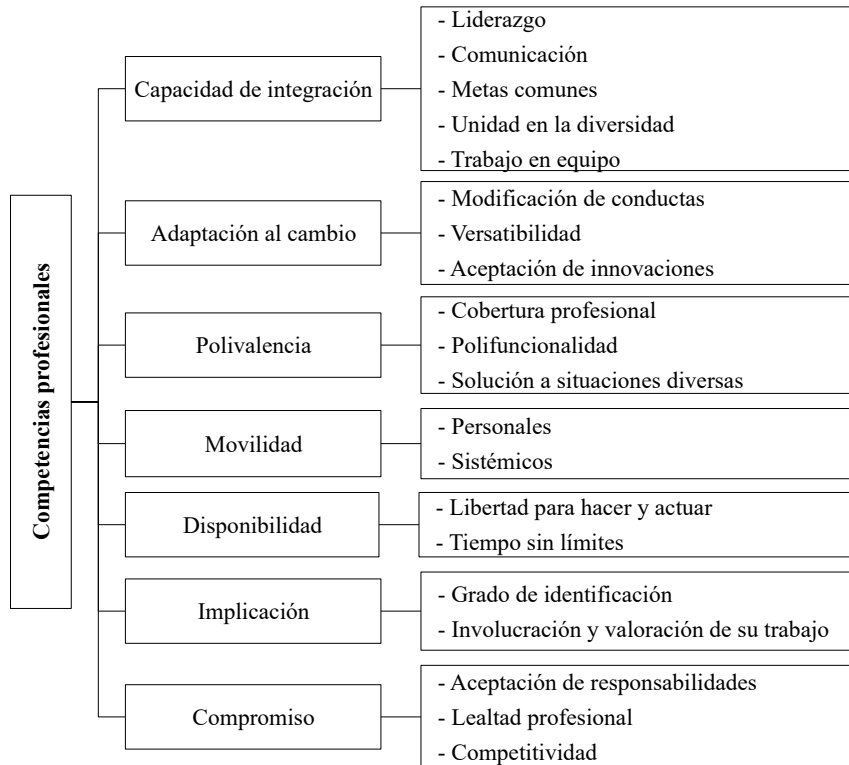 Competencias profesionales
Capacidad de integración
- Liderazgo
- Comunicación
- Metas comunes
- Unidad en la diversidad
- Trabajo en equipo
Adaptación al cambio
- Modificación de conductas
- Versatibilidad
- Aceptación de innovaciones
Polivalencia
- Cobertura profesional
- Polifuncionalidad
- Solución a situaciones diversas
Movilidad
- Personales
- Sistémicos
Disponibilidad
- Libertad para hacer y actuar
- Tiempo sin límites
Implicación
- Grado de identificación
- Involucración y valoración de su trabajo
Compromiso
- Aceptación de responsabilidades
- Lealtad profesional
- Competitividad